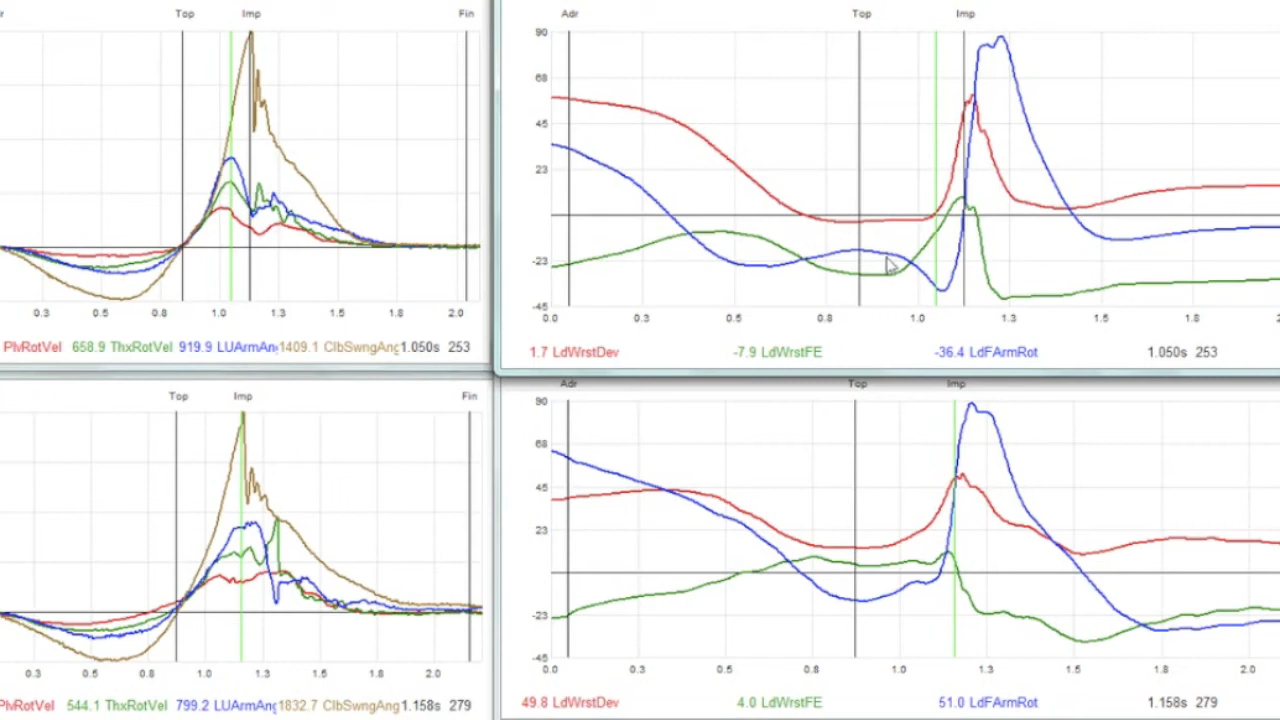 r Top Imp Fin
0.3 0.5 0.8 1.0 1.3 1.5 1.8 2.0
PlvRotVel 658.9 ThxRotVel 919.9 LUArmAn 1409.1 ClbSwngAng 1.050s 253
Adr Top Imp
90
68
45
23
-23
-45
0.0 0.3 0.5 0.8 1.0 1.3 1.5 1.8 2
1.7 LdWrstDev -7.9 LdWrstFE -36.4 LdFArmRot 1.050s 253
Top Imp Fin
0.3 0.5 0.8 1.0 1.3 1.5 1.8 2.0
PlvRotVel 544.1 ThxRotVel 799.2 LUArmAn 1832.7 ClbSwngAng 1.158s 279
Adr Top Imp
90
68
45
23
-23
-45
0.0 0.3 0.5 0.8 1.0 1.3 1.5 1.8 2.0
49.8 LdWrstDev 4.0 LdWrstFE 51.0 LdFArmRot 1.158s 279